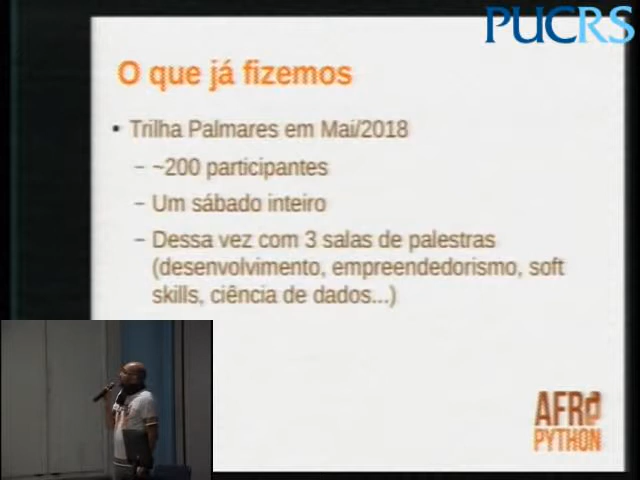 PUCRS
O que já fizemos
• Trilha Palmares em Mai/2018
– ~200 participantes
– Um sábado inteiro
– Dessa vez com 3 salas de palestras
(desenvolvimento, empreendedorismo, soft
skills, ciência de dados...)
AFRO
PYTHON